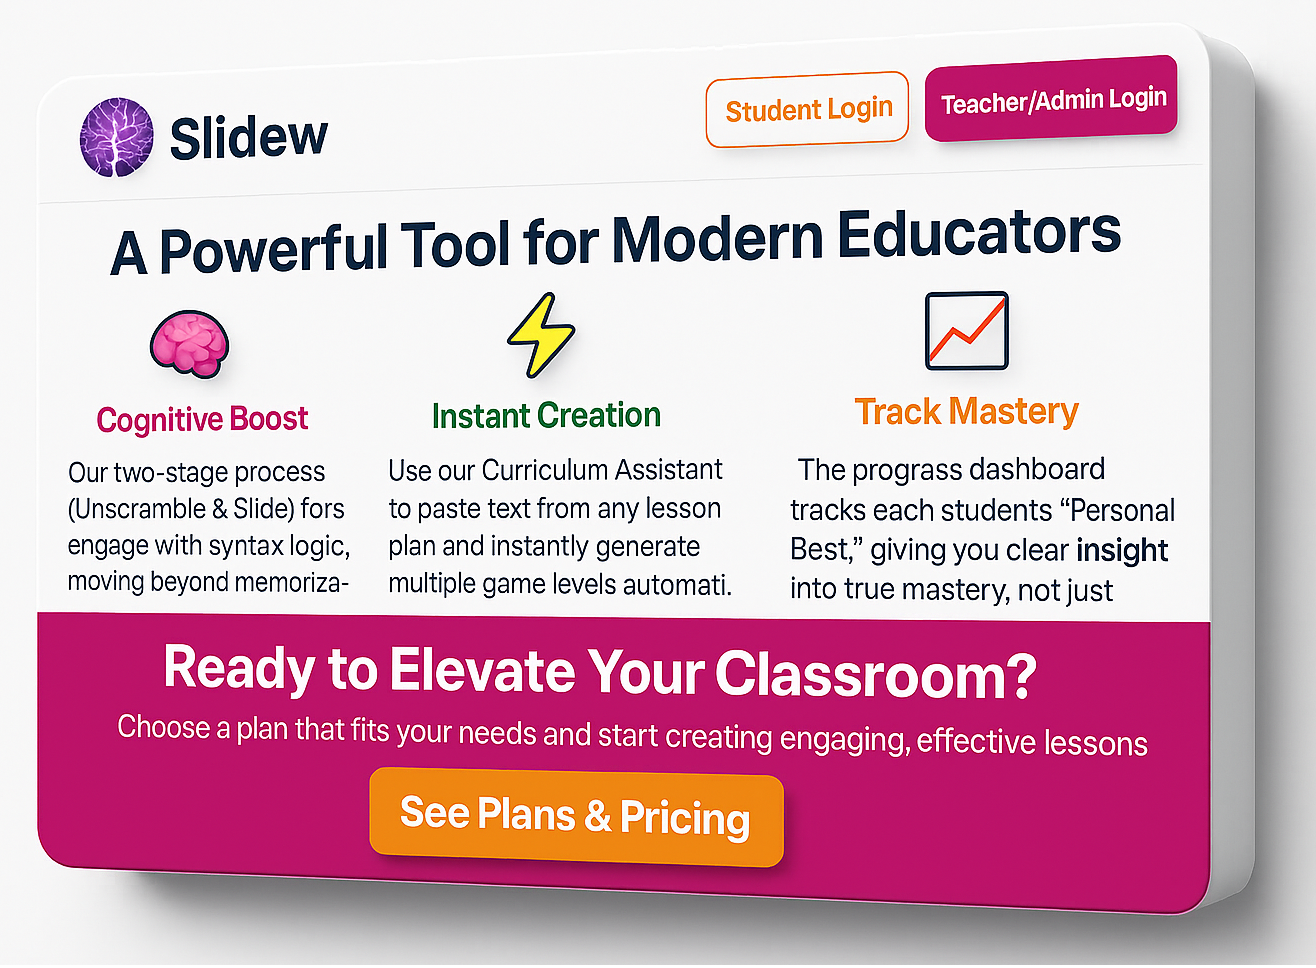 Slidew
Student Login
Teacher/Admin Login
A Powerful Tool for Modern Educators
Cognitive Boost
Our two-stage process
(Unscramble & Slide) fors
engage with syntax logic,
moving beyond memoriza-
Instant Creation
Use our Curriculum Assistant
to paste text from any lesson
plan and instantly generate
multiple game levels automati.
Track Mastery
The prograss dashboard
tracks each students “Personal
Best,” giving you clear insight
into true mastery, not just
Ready to Elevate Your Classroom?
Choose a plan that fits your needs and start creating engaging, effective lessons
See Plans & Pricing